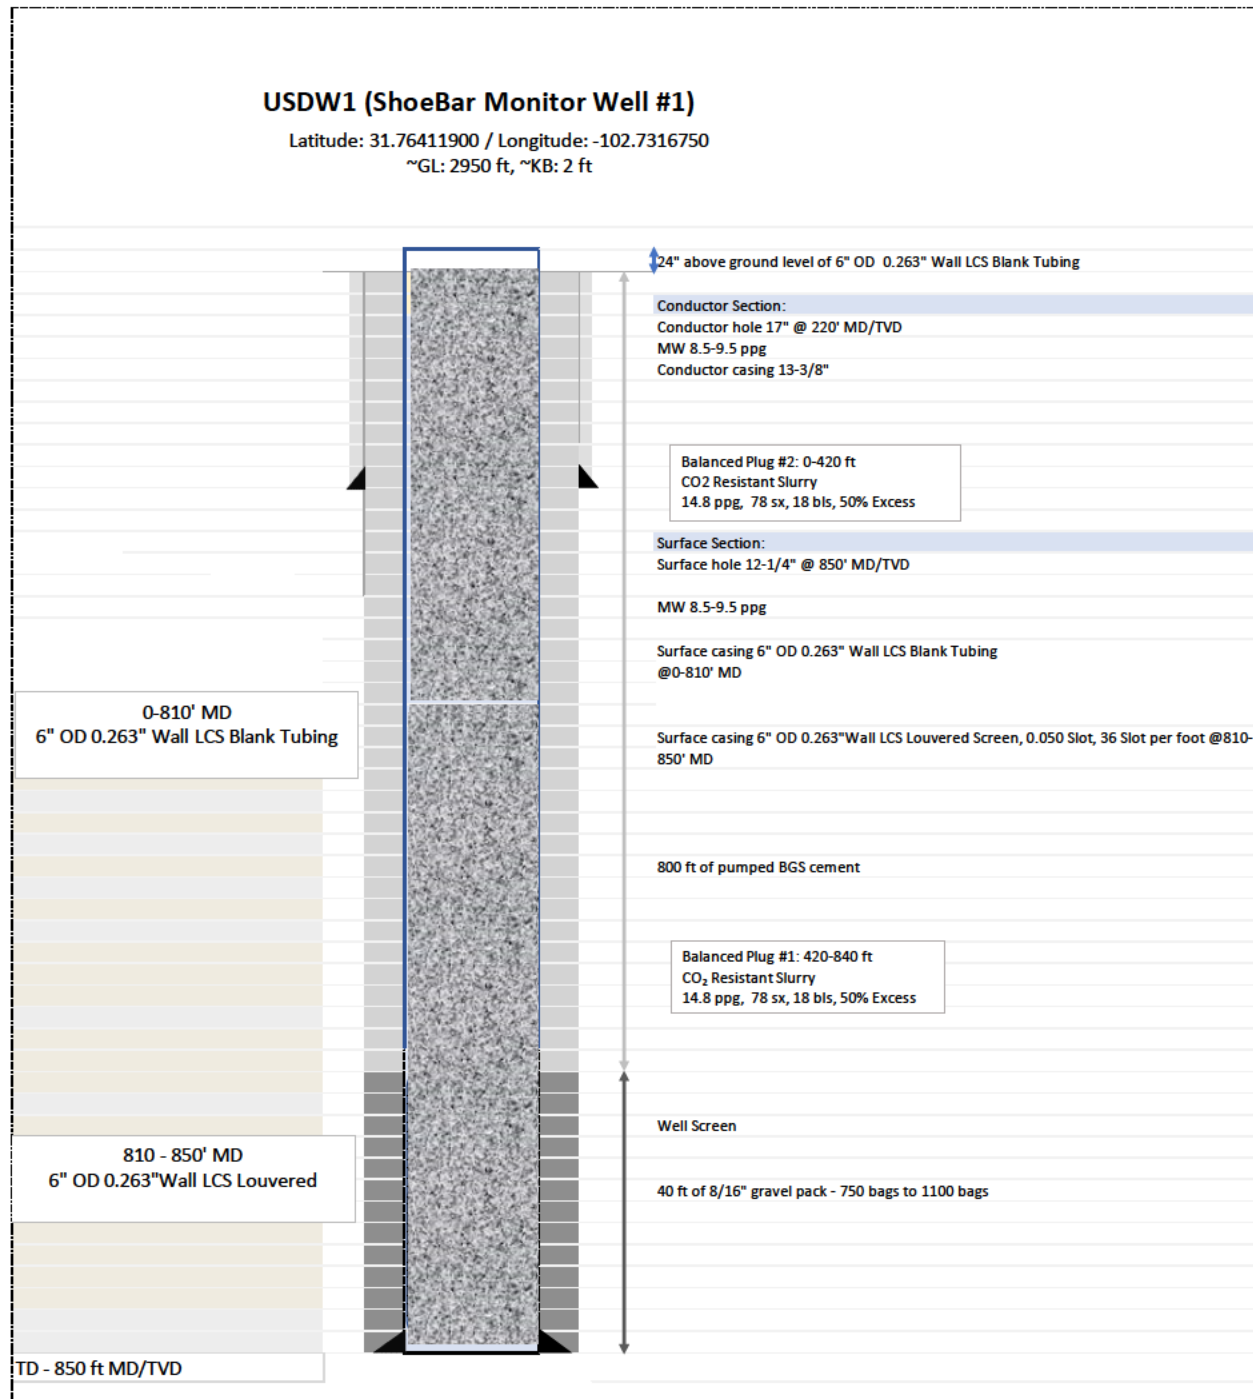 USDW1 (ShoeBar Monitor Well #1)
Latitude: 31.76411900 / Longitude: -102.7316750
~GL: 2950 ft, ~KB: 2 ft
24" above ground level of 6" OD  0.263" Wall LCS Blank Tubing
Conductor Section:
Conductor hole 17" @ 220' MD/TVD
MW 8.5-9.5 ppg
Conductor casing 13-3/8"
Balanced Plug #2: 0-420 ft
CO2 Resistant Slurry
14.8 ppg,  78 sx, 18 bls, 50% Excess
Surface Section:
Surface hole 12-1/4" @ 850' MD/TVD
MW 8.5-9.5 ppg
Surface casing 6" OD 0.263" Wall LCS Blank Tubing
@0-810' MD
0-810' MD
6" OD 0.263" Wall LCS Blank Tubing
Surface casing 6" OD 0.263"Wall LCS Louvered Screen, 0.050 Slot, 36 Slot per foot @810-
850' MD
800 ft of pumped BGS cement
Balanced Plug #1: 420-840 ft
CO₂ Resistant Slurry
14.8 ppg,  78 sx, 18 bls, 50% Excess
Well Screen
810 - 850' MD
6" OD 0.263"Wall LCS Louvered
40 ft of 8/16" gravel pack - 750 bags to 1100 bags
TD - 850 ft MD/TVD